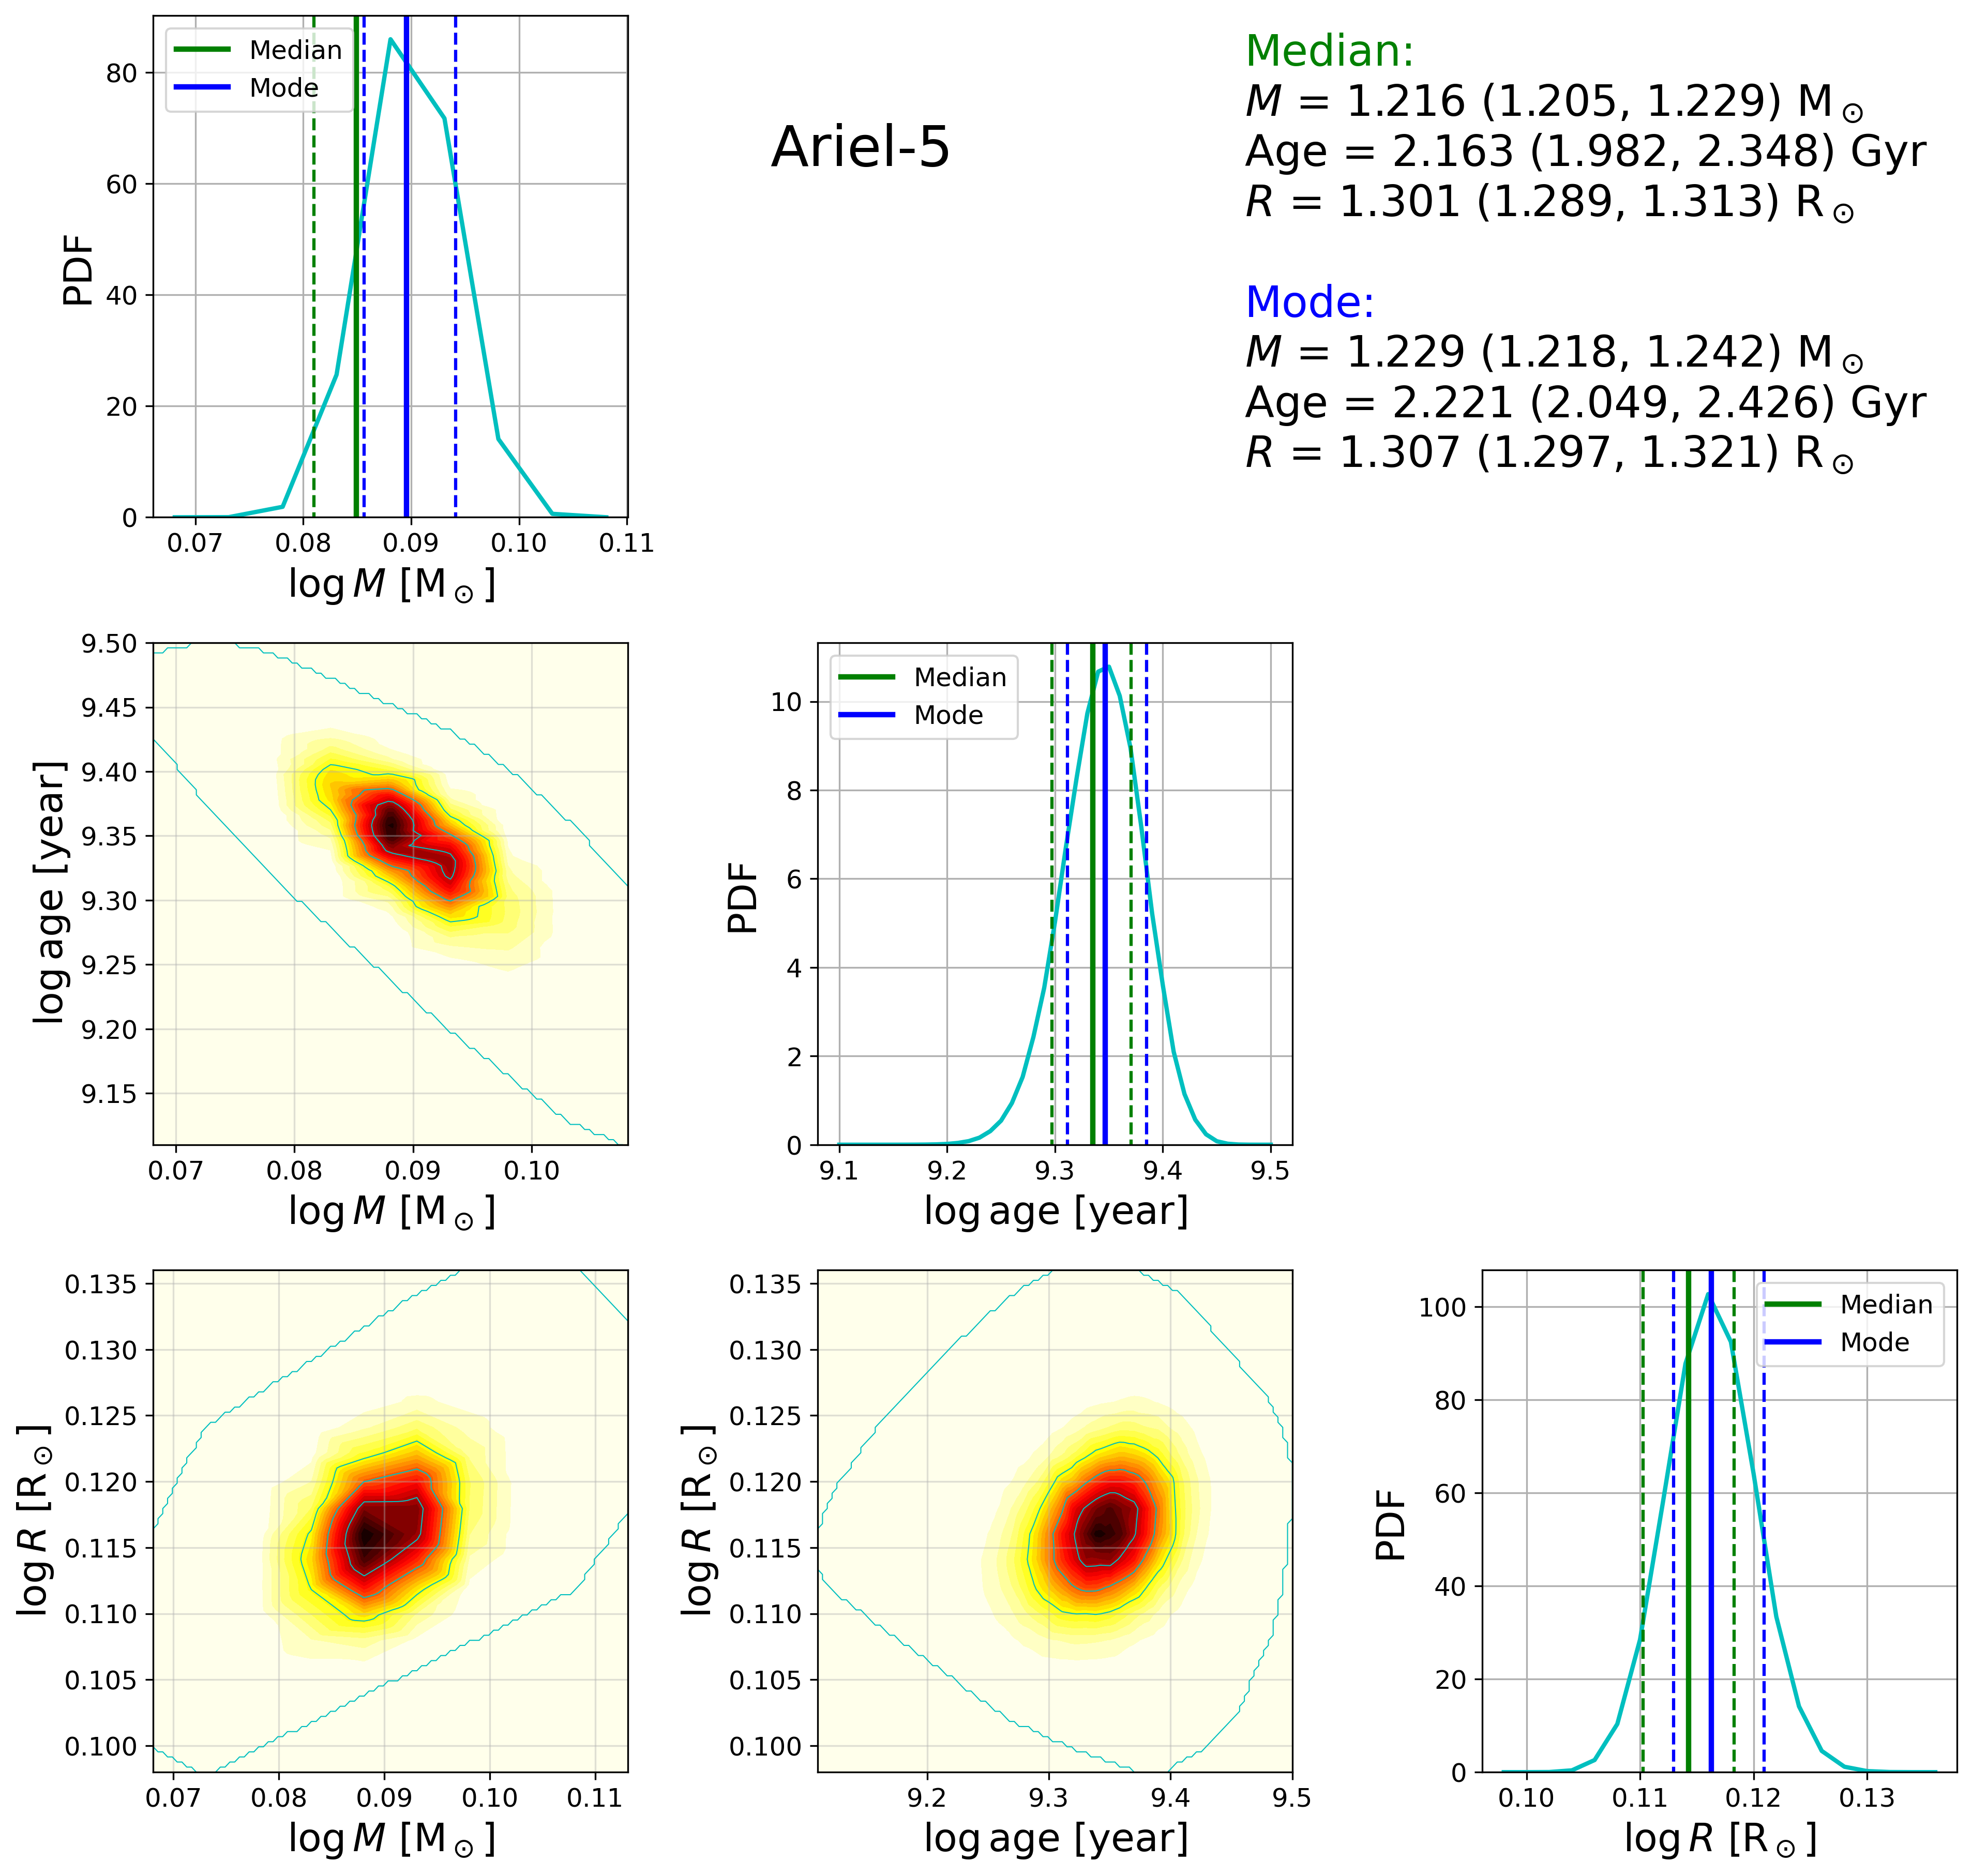 Median
Mode
80
60
40
20
0
PDF
0.07 0.08 0.09 0.10 0.11
log M [M⊙]
Ariel-5
Median:
M = 1.216 (1.205, 1.229) M⊙
Age = 2.163 (1.982, 2.348) Gyr
R = 1.301 (1.289, 1.313) R⊙
Mode:
M = 1.229 (1.218, 1.242) M⊙
Age = 2.221 (2.049, 2.426) Gyr
R = 1.307 (1.297, 1.321) R⊙
9.50
9.45
9.40
9.35
9.30
9.25
9.20
9.15
log age [year]
0.07 0.08 0.09 0.10
log M [M⊙]
Median
Mode
10
8
6
4
2
0
PDF
9.1 9.2 9.3 9.4 9.5
log age [year]
0.135
0.130
0.125
0.120
0.115
0.110
0.105
0.100
log R [R⊙]
0.07 0.08 0.09 0.10 0.11
log M [M⊙]
0.135
0.130
0.125
0.120
0.115
0.110
0.105
0.100
log R [R⊙]
9.2 9.3 9.4 9.5
log age [year]
Median
Mode
100
80
60
40
20
0
PDF
0.10 0.11 0.12 0.13
log R [R⊙]